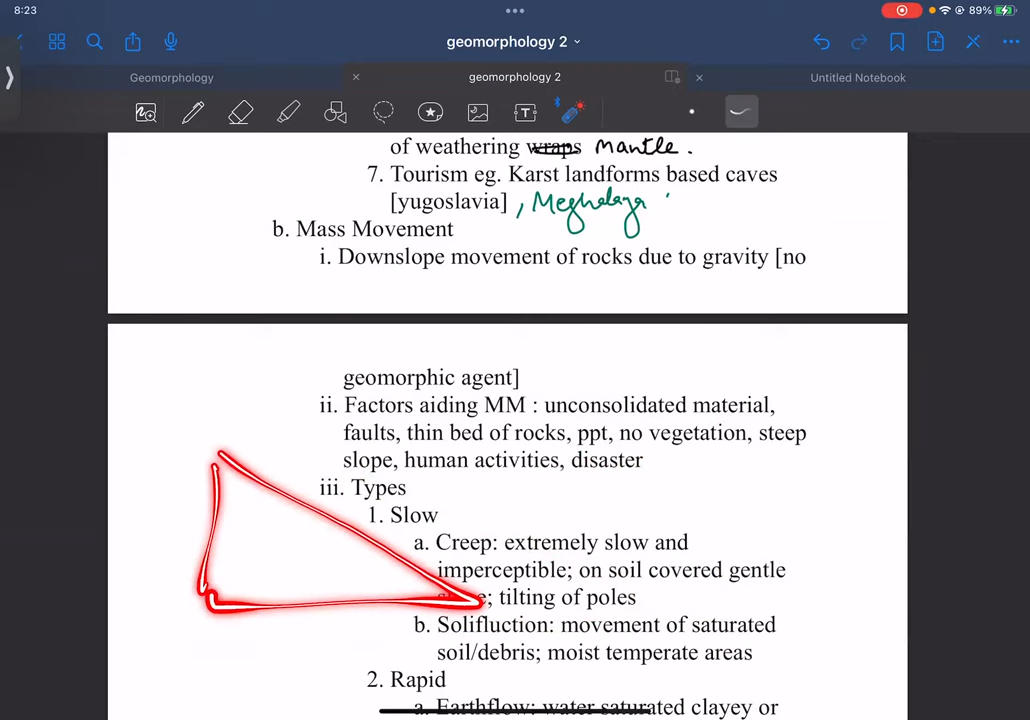 8:23
89%
geomorphology 2
Geomorphology
geomorphology 2
Untitled Notebook
of weathering wraps Mantle.
7. Tourism eg. Karst landforms based caves
[yugoslavia] , Meghalaya
b. Mass Movement
i. Downslope movement of rocks due to gravity [no
geomorphic agent]
ii. Factors aiding MM : unconsolidated material,
faults, thin bed of rocks, ppt, no vegetation, steep
slope, human activities, disaster
iii. Types
1. Slow
a. Creep: extremely slow and
imperceptible; on soil covered gentle
; tilting of poles
b. Solifluction: movement of saturated
soil/debris; moist temperate areas
2. Rapid
a. Earthflow: water saturated clayey or